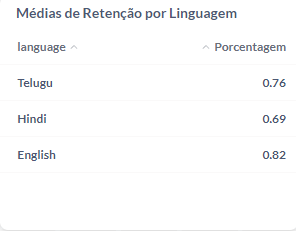 Médias de Retenção por Linguagem
language Porcentagem
Telugu 0.76
Hindi 0.69
English 0.82